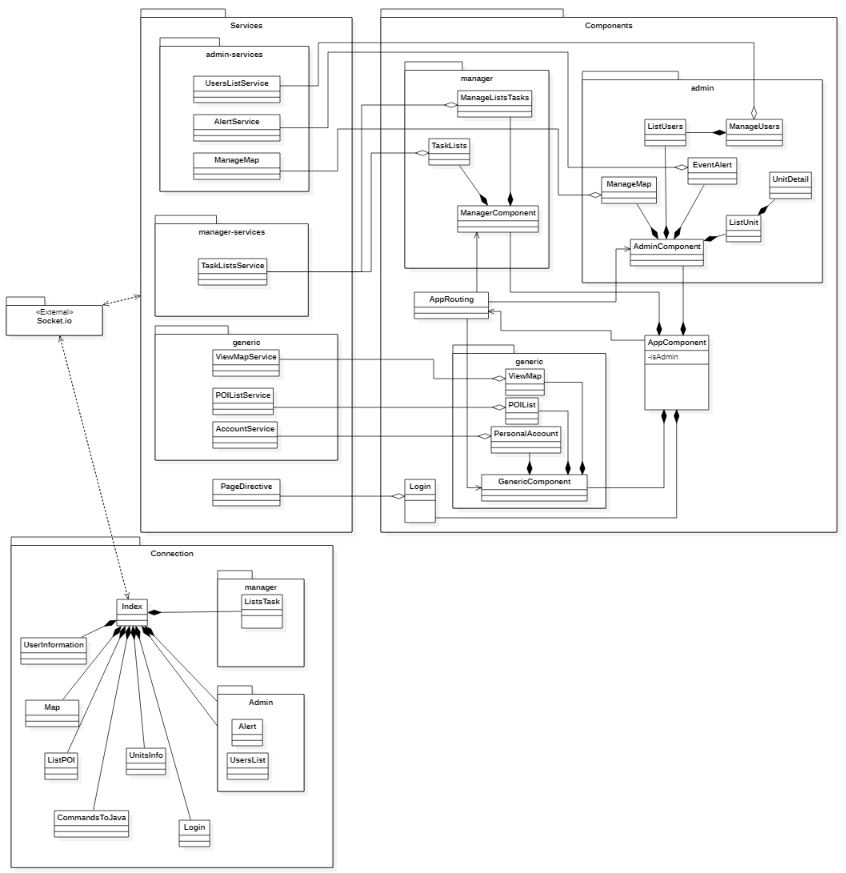 Services
admin-services
UsersListService
AlertService
ManageMap
manager-services
TaskListsService
generic
ViewMapService
POIListService
AccountService
PageDirective
Components
manager
ManageListsTasks
TaskLists
ManagerComponent
admin
ListUsers
ManageUsers
EventAlert
UnitDetail
ManageMap
ListUnit
AdminComponent
AppRouting
AppComponent
-isAdmin
generic
ViewMap
POIList
PersonalAccount
GenericComponent
Login
«External»
Socket.io
Connection
manager
ListsTask
Index
UserInformation
Map
ListPOI
UnitsInfo
CommandsToJava
Login
Admin
Alert
UsersList